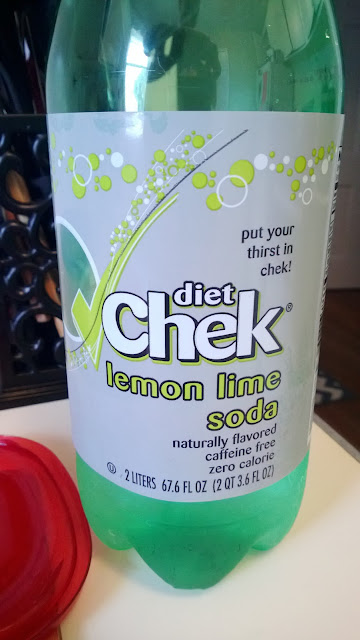 put your
thirst in
chek!
diet
Chek®
lemon lime
soda
naturally flavored
caffeine free
zero calorie
U 2 LITERS 67.6 FL OZ (2 QT 3.6 FL OZ)